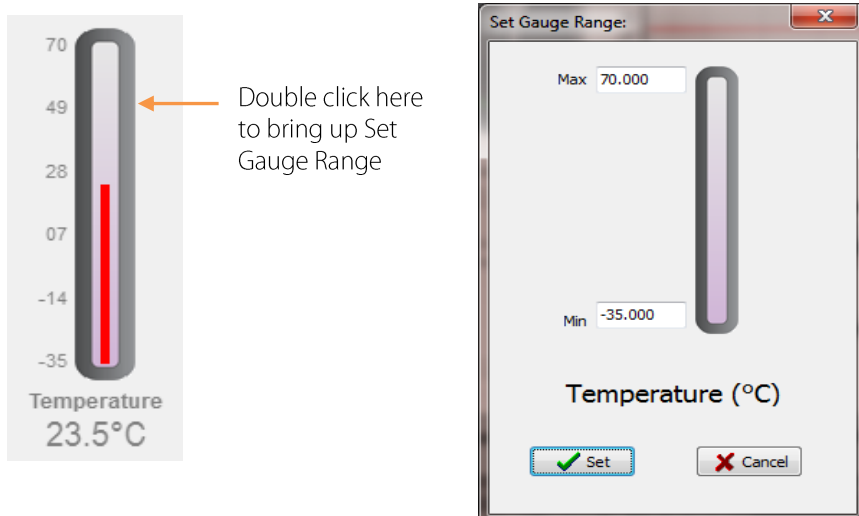 70
49
28
07
-14
-35
Temperature
23.5°C
Double click here
to bring up Set
Gauge Range
Set Gauge Range:
Max 70.000
Min -35.000
Temperature (°C)
Set Cancel